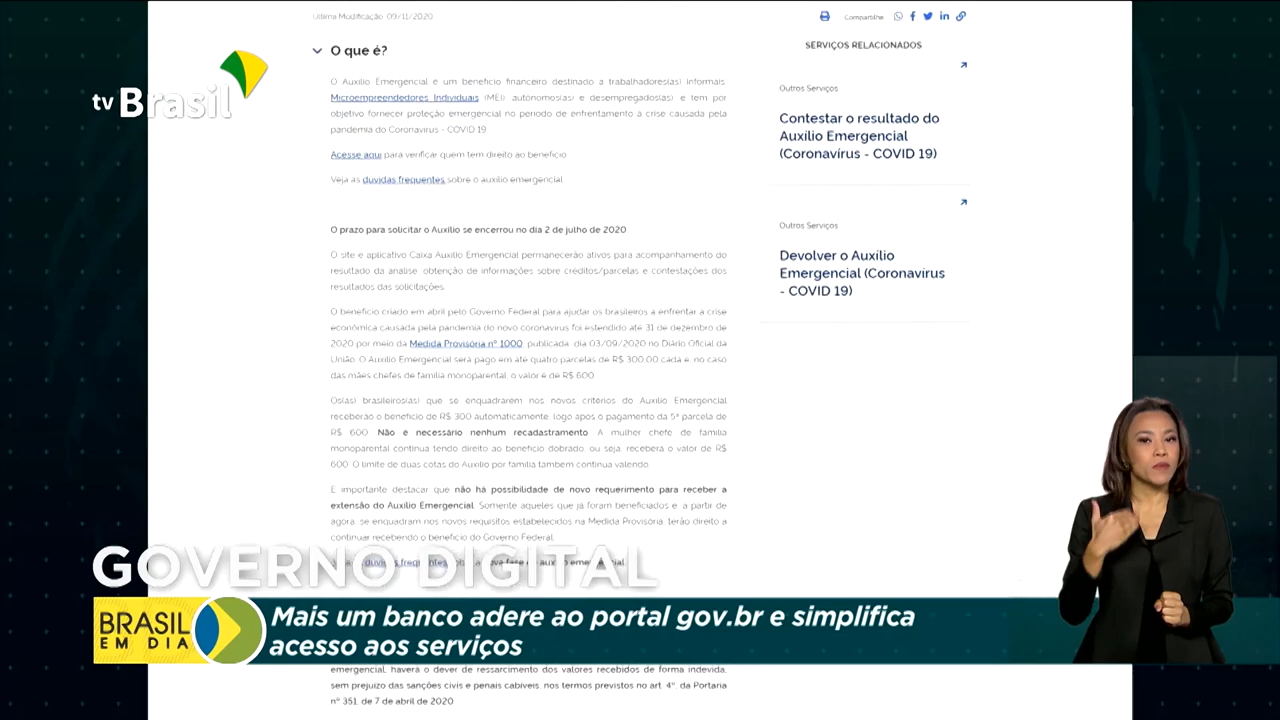 Última Modificação: 09/11/2020
Compartilhe:
O que é?
SERVIÇOS RELACIONADOS
tv Brasil
O Auxílio Emergencial é um benefício financeiro destinado a trabalhadores(as) informais,
Microempreendedores Individuais (MEI), autônomos(as) e desempregados(as) e tem por
objetivo fornecer proteção emergencial no período de enfrentamento à crise causada pela
pandemia do Coronavírus - COVID 19.
Acesse aqui para verificar quem tem direito ao benefício
Veja as dúvidas frequentes sobre o auxílio emergencial
Outros Serviços
Contestar o resultado do
Auxílio Emergencial
(Coronavírus - COVID 19)
Outros Serviços
Devolver o Auxílio
Emergencial (Coronavírus
- COVID 19)
O prazo para solicitar o Auxílio se encerrou no dia 2 de julho de 2020
O site e aplicativo Caixa Auxílio Emergencial permanecerão ativos para acompanhamento do
resultado da análise, obtenção de informações sobre créditos/parcelas e contestações dos
resultados das solicitações.
O benefício criado em abril pelo Governo Federal para ajudar os brasileiros a enfrentar a crise
econômica causada pela pandemia do novo coronavírus foi estendido até 31 de dezembro de
2020 por meio da Medida Provisória nº 1000, publicada dia 03/09/2020 no Diário Oficial da
União. O Auxílio Emergencial será pago em até quatro parcelas de R$ 300,00 cada e, no caso
das mães chefes de família monoparental, o valor é de R$ 600.
Os(as) brasileiros(as) que se enquadrarem nos novos critérios do Auxílio Emergencial
receberão o benefício de R$ 300 automaticamente, logo após o pagamento da 5ª parcela de
R$ 600. Não é necessário nenhum recadastramento. A mulher chefe de família
monoparental continua tendo direito ao benefício dobrado, ou seja, receberá o valor de R$
600. O limite de duas cotas do Auxílio por família também continua valendo.
É importante destacar que não há possibilidade de novo requerimento para receber a
extensão do Auxílio Emergencial. Somente aqueles que já foram beneficiados e, a partir de
agora, se enquadram nos novos requisitos estabelecidos na Medida Provisória, terão direito a
continuar recebendo o benefício do Governo Federal.
GOVERNO DIGITAL
BRASIL
EM DIA
Mais um banco adere ao portal gov.br e simplifica
acesso aos serviços
emergencial, haverá o dever de ressarcimento dos valores recebidos de forma indevida,
sem prejuízo das sanções civis e penais cabíveis, nos termos previstos no art. 4º, da Portaria
nº 351, de 7 de abril de 2020